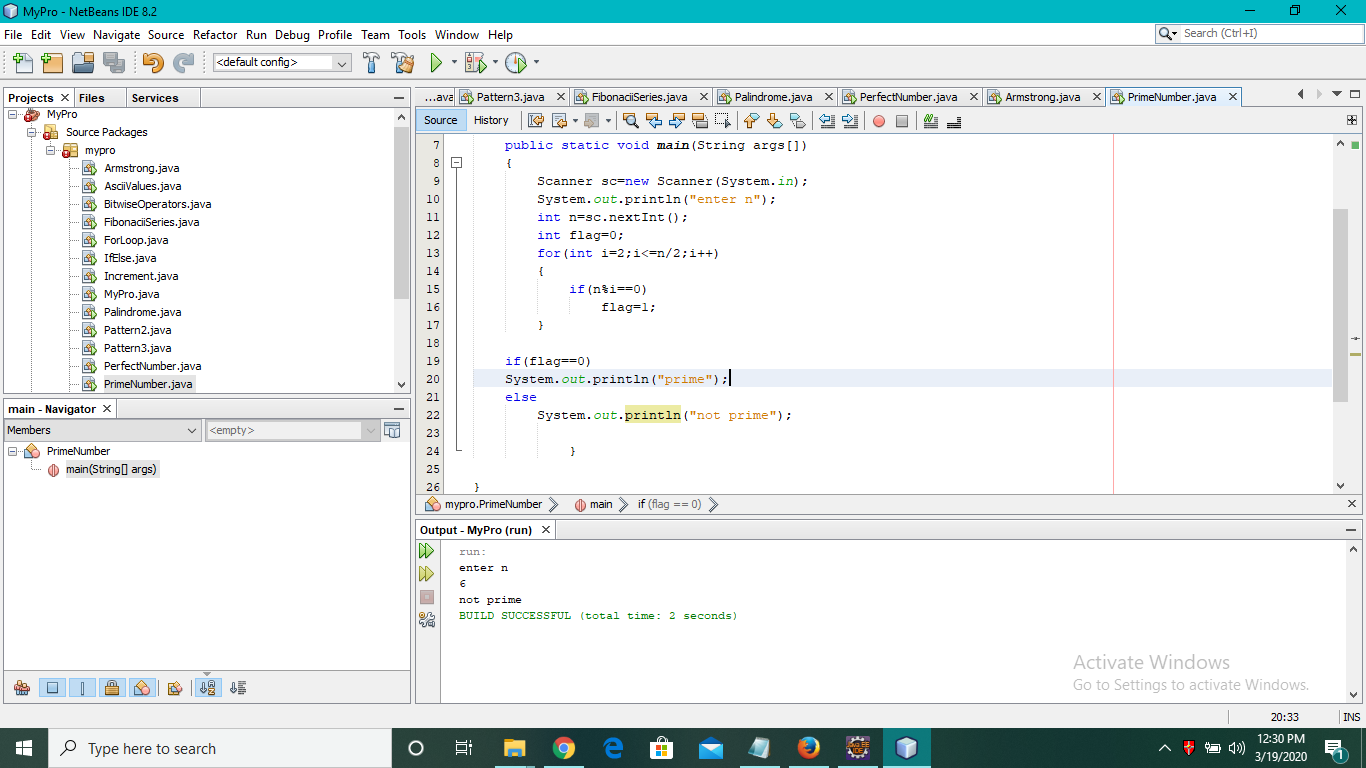 MyPro - NetBeans IDE 8.2
File Edit View Navigate Source Refactor Run Debug Profile Team Tools Window Help
Search (Ctrl+I)
<default config>
Projects Files Services
MyPro
Source Packages
mypro
Armstrong.java
AsciiValues.java
BitwiseOperators.java
FibonaciiSeries.java
ForLoop.java
IfElse.java
Increment.java
MyPro.java
Palindrome.java
Pattern2.java
Pattern3.java
PerfectNumber.java
PrimeNumber.java
main - Navigator
Members <empty>
PrimeNumber
main(String[] args)
...ava Pattern3.java FibonaciiSeries.java Palindrome.java PerfectNumber.java Armstrong.java PrimeNumber.java
Source History
7 public static void main(String args[])
8 {
9 Scanner sc=new Scanner(System.in);
10 System.out.println("enter n");
11 int n=sc.nextInt();
12 int flag=0;
13 for(int i=2;i<=n/2;i++)
14 {
15 if(n%i==0)
16 flag=1;
17 }
18
19 if(flag==0)
20 System.out.println("prime");
21 else
22 System.out.println("not prime");
23
24 }
25
26 }
mypro.PrimeNumber main if (flag == 0)
Output - MyPro (run)
run:
enter n
6
not prime
BUILD SUCCESSFUL (total time: 2 seconds)
Activate Windows
Go to Settings to activate Windows.
20:33 INS
Type here to search
12:30 PM
3/19/2020
1